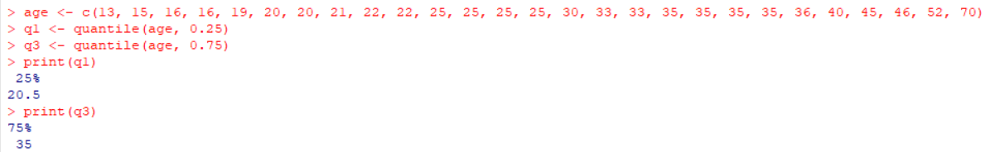 > age <- c(13, 15, 16, 16, 19, 20, 20, 21, 22, 22, 25, 25, 25, 25, 30, 33, 33, 35, 35, 35, 35, 36, 40, 45, 46, 52, 70)
> q1 <- quantile(age, 0.25)
> q3 <- quantile(age, 0.75)
> print(q1)
25%
20.5
> print(q3)
75%
35